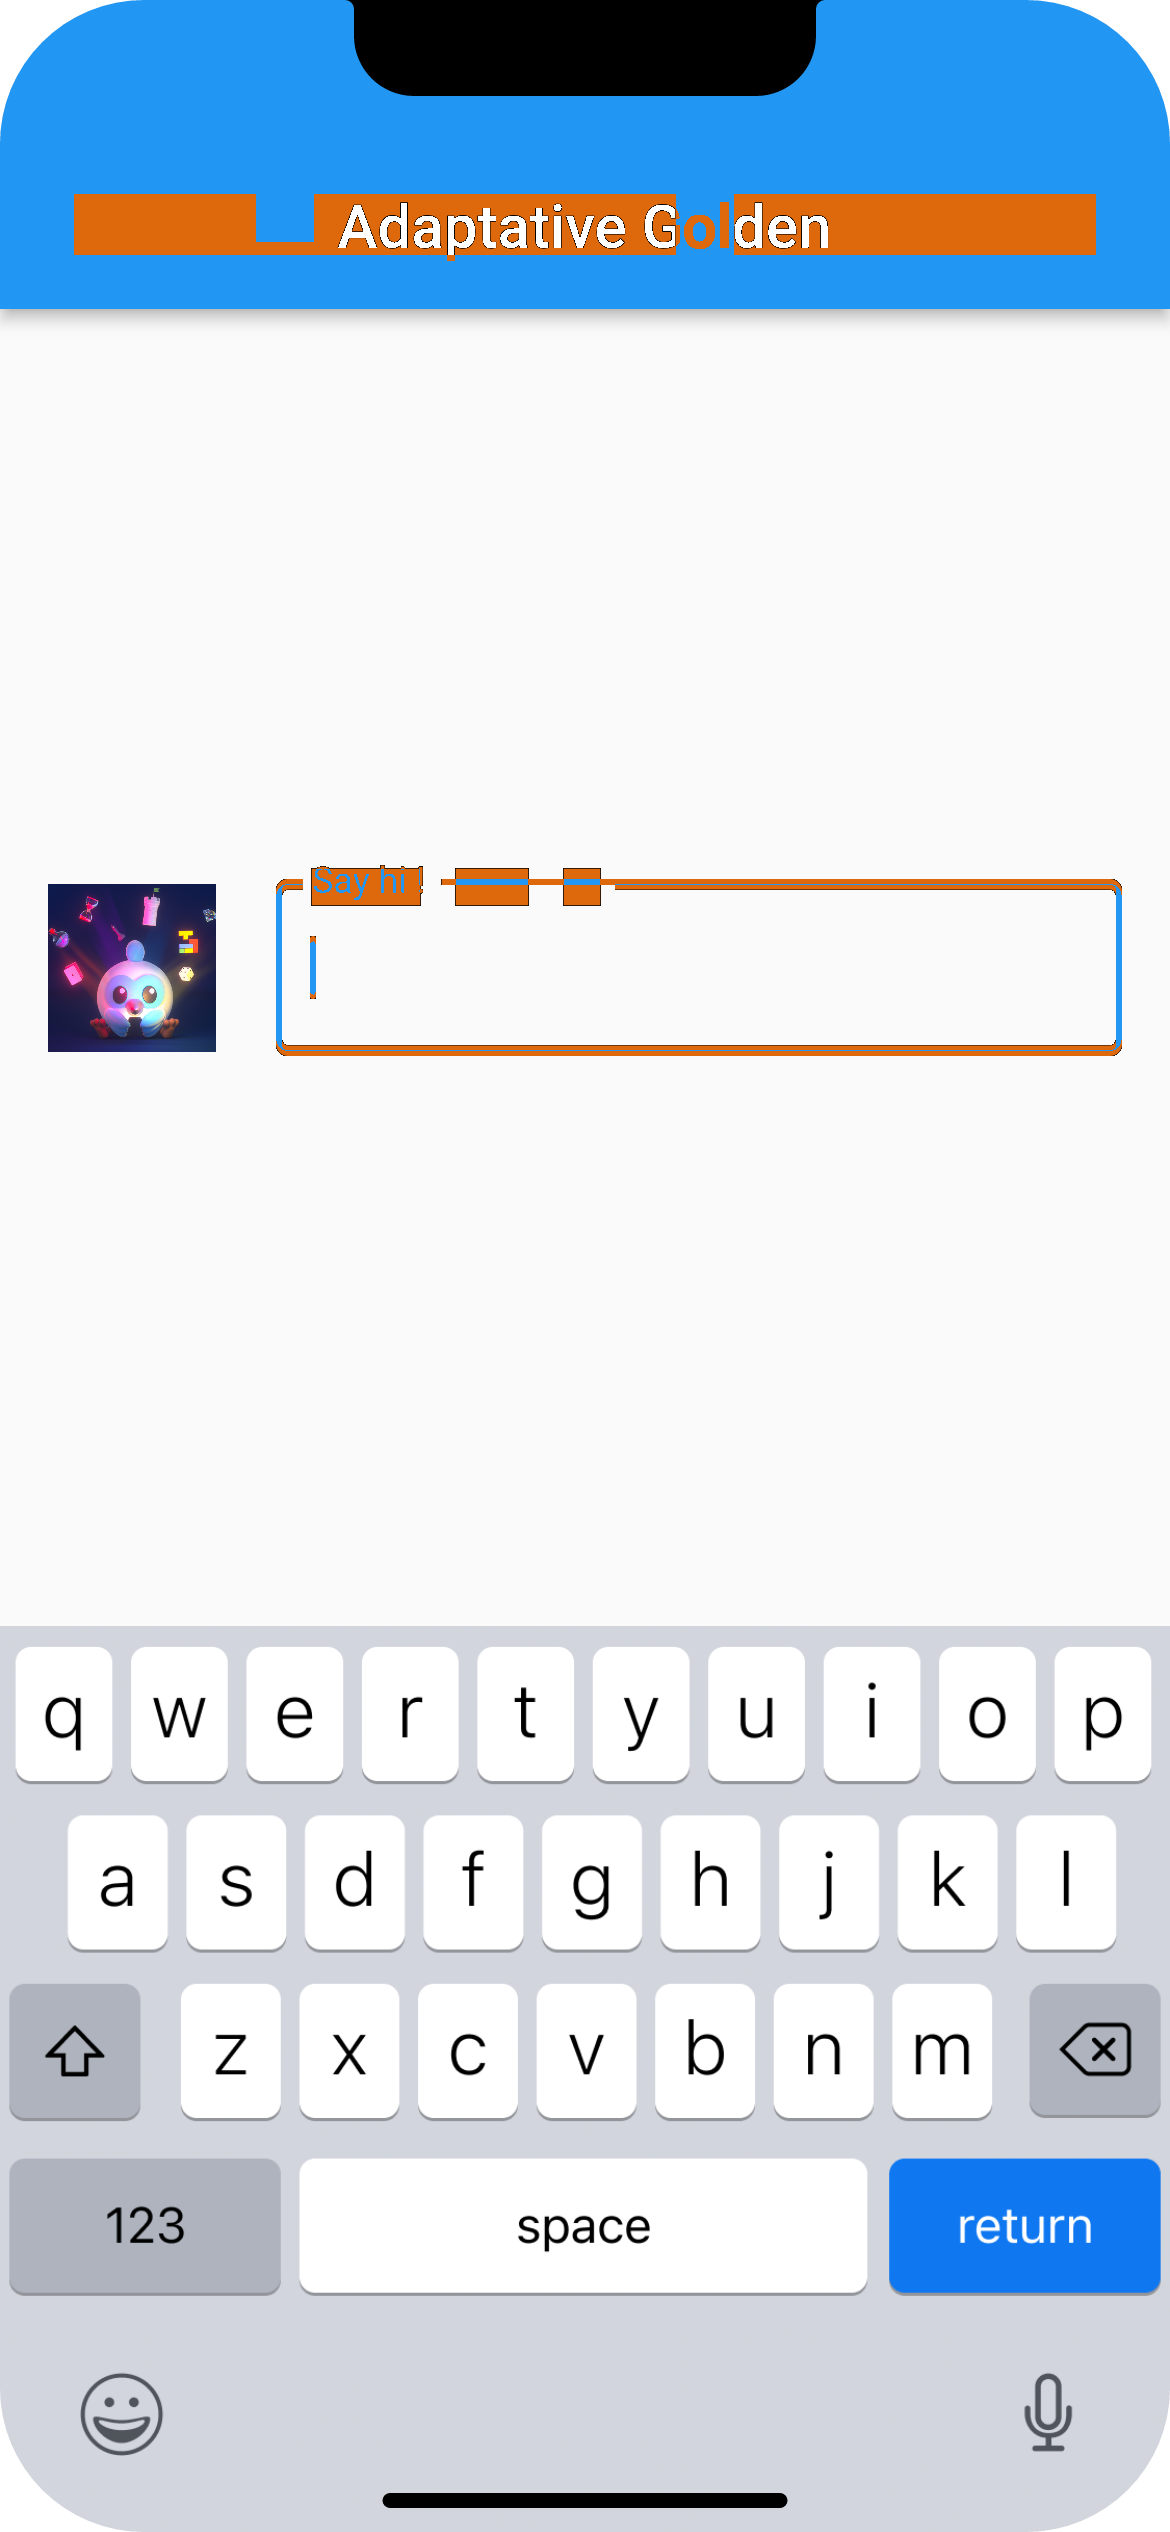 Adaptative Golden
Say hi !
q w e r t y u i o p
a s d f g h j k l
z x c v b n m
123 space return